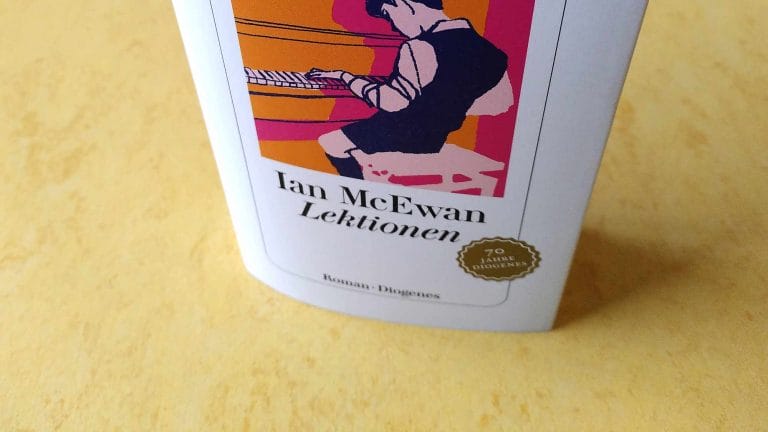 Ian McEwan
Lektionen
70
JAHRE
DIOGENES
Roman · Diogenes